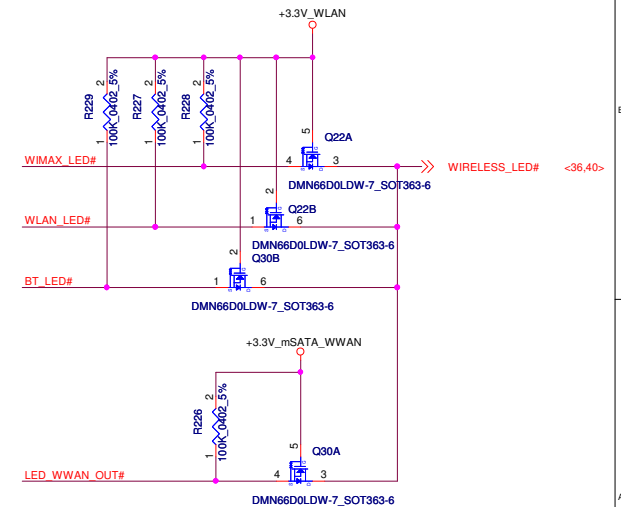 +3.3V_WLAN
R229
2
1
100K_0402_5%
R227
2
1
100K_0402_5%
R228
2
1
100K_0402_5%
5
Q22A
G
S
D
WIMAX_LED#
4
3
WIRELESS_LED#
<36,40>
DMN66D0LDW-7_SOT363-6
2
Q22B
WLAN_LED#
1
6
DMN66D0LDW-7_SOT363-6
2
Q30B
BT_LED#
1
6
DMN66D0LDW-7_SOT363-6
+3.3V_mSATA_WWAN
R226
2
1
100K_0402_5%
5
Q30A
LED_WWAN_OUT#
4
3
DMN66D0LDW-7_SOT363-6
A